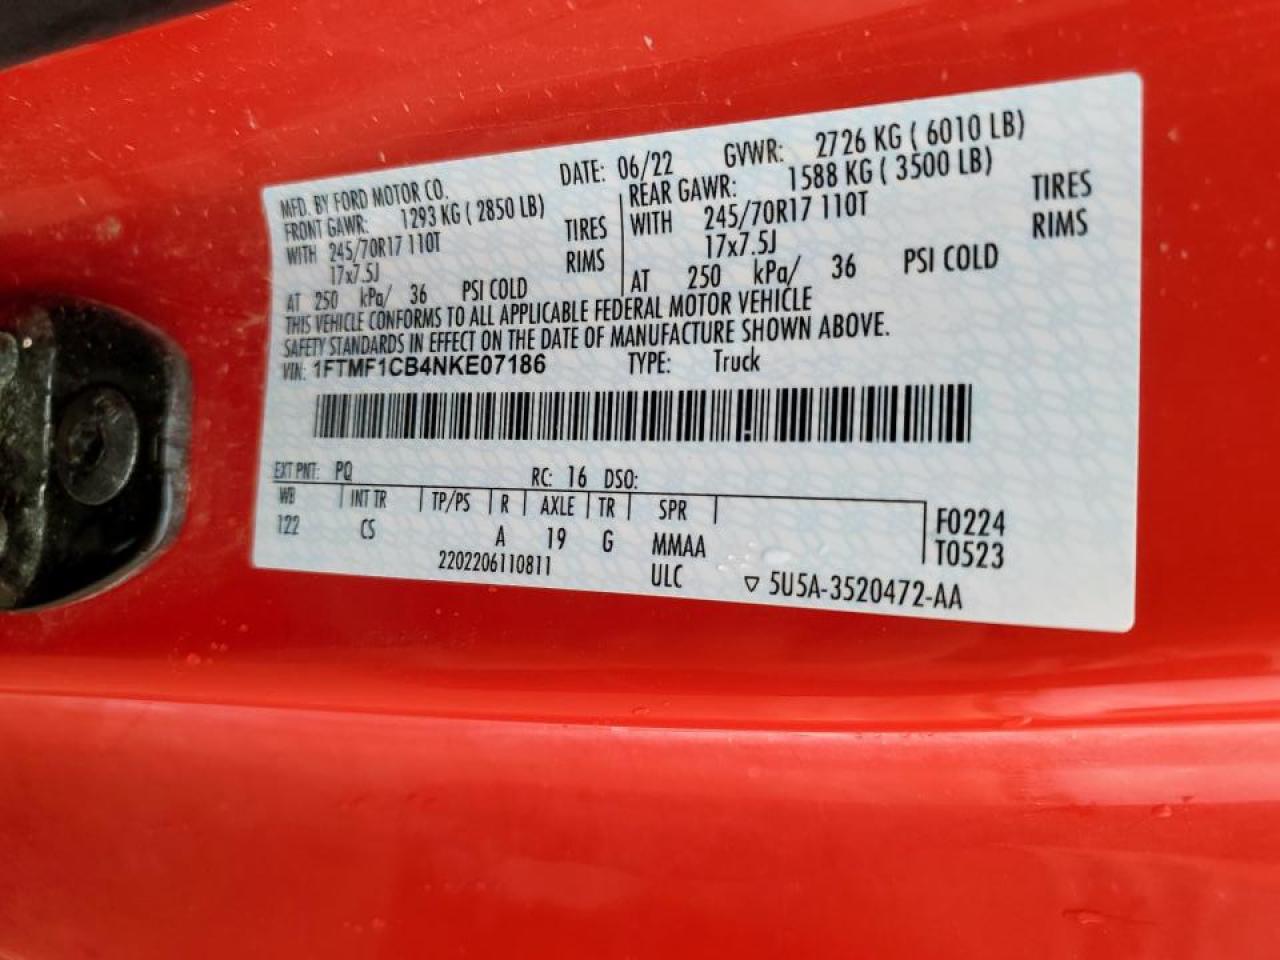 MFD. BY FORD MOTOR CO. DATE: 06/22 GVWR: 2726 KG ( 6010 LB)
FRONT GAWR: 1293 KG ( 2850 LB) REAR GAWR: 1588 KG ( 3500 LB)
WITH 245/70R17 110T TIRES WITH 245/70R17 110T TIRES
17x7.5J RIMS 17x7.5J RIMS
AT 250 kPa/ 36 PSI COLD AT 250 kPa/ 36 PSI COLD
THIS VEHICLE CONFORMS TO ALL APPLICABLE FEDERAL MOTOR VEHICLE
SAFETY STANDARDS IN EFFECT ON THE DATE OF MANUFACTURE SHOWN ABOVE.
VIN: 1FTMF1CB4NKE07186 TYPE: Truck
EXT PNT: PQ RC: 16 DSO:
WB INT TR TP/PS R AXLE TR SPR
122 CS A 19 G MMAA
F0224
T0523
2202206110811 ULC ▽ 5U5A-3520472-AA